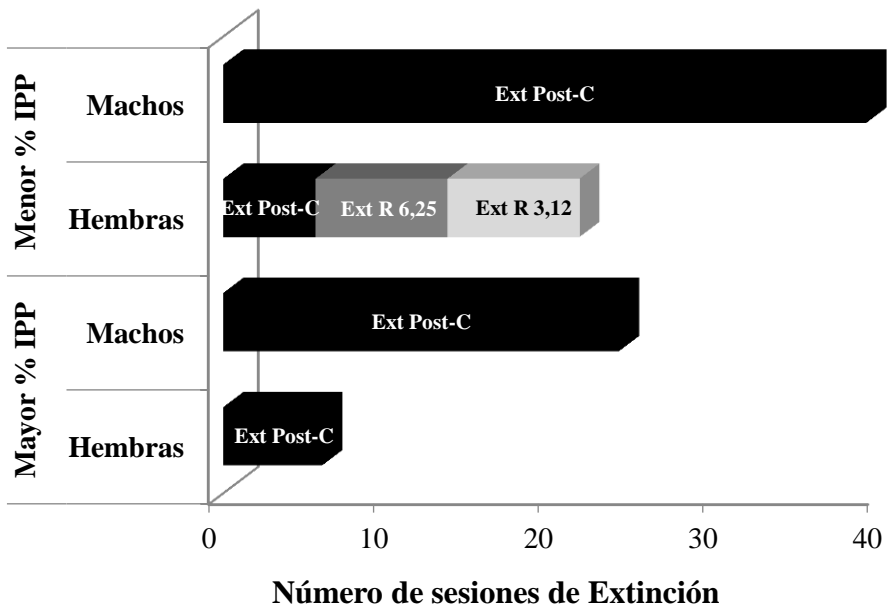 Menor % IPP
Machos
Ext Post-C
Hembras
Ext Post-C
Ext R 6,25
Ext R 3,12
Mayor % IPP
Machos
Ext Post-C
Hembras
Ext Post-C
0 10 20 30 40
Número de sesiones de Extinción